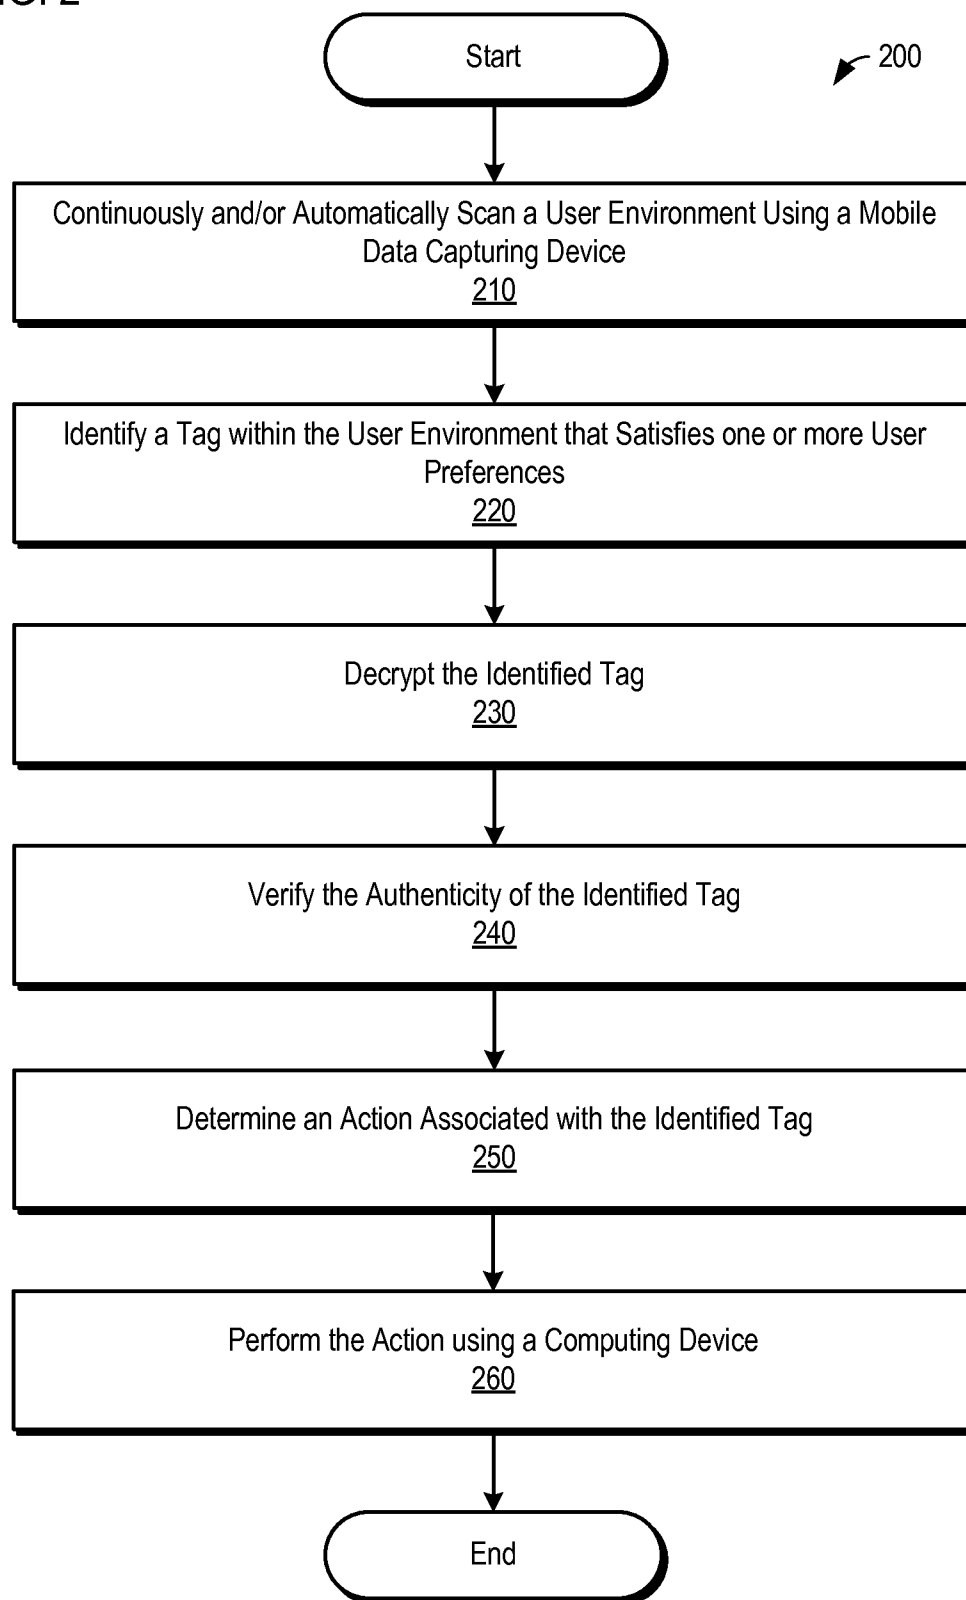 Start
200
Continuously and/or Automatically Scan a User Environment Using a Mobile
Data Capturing Device
210
Identify a Tag within the User Environment that Satisfies one or more User
Preferences
220
Decrypt the Identified Tag
230
Verify the Authenticity of the Identified Tag
240
Determine an Action Associated with the Identified Tag
250
Perform the Action using a Computing Device
260
End